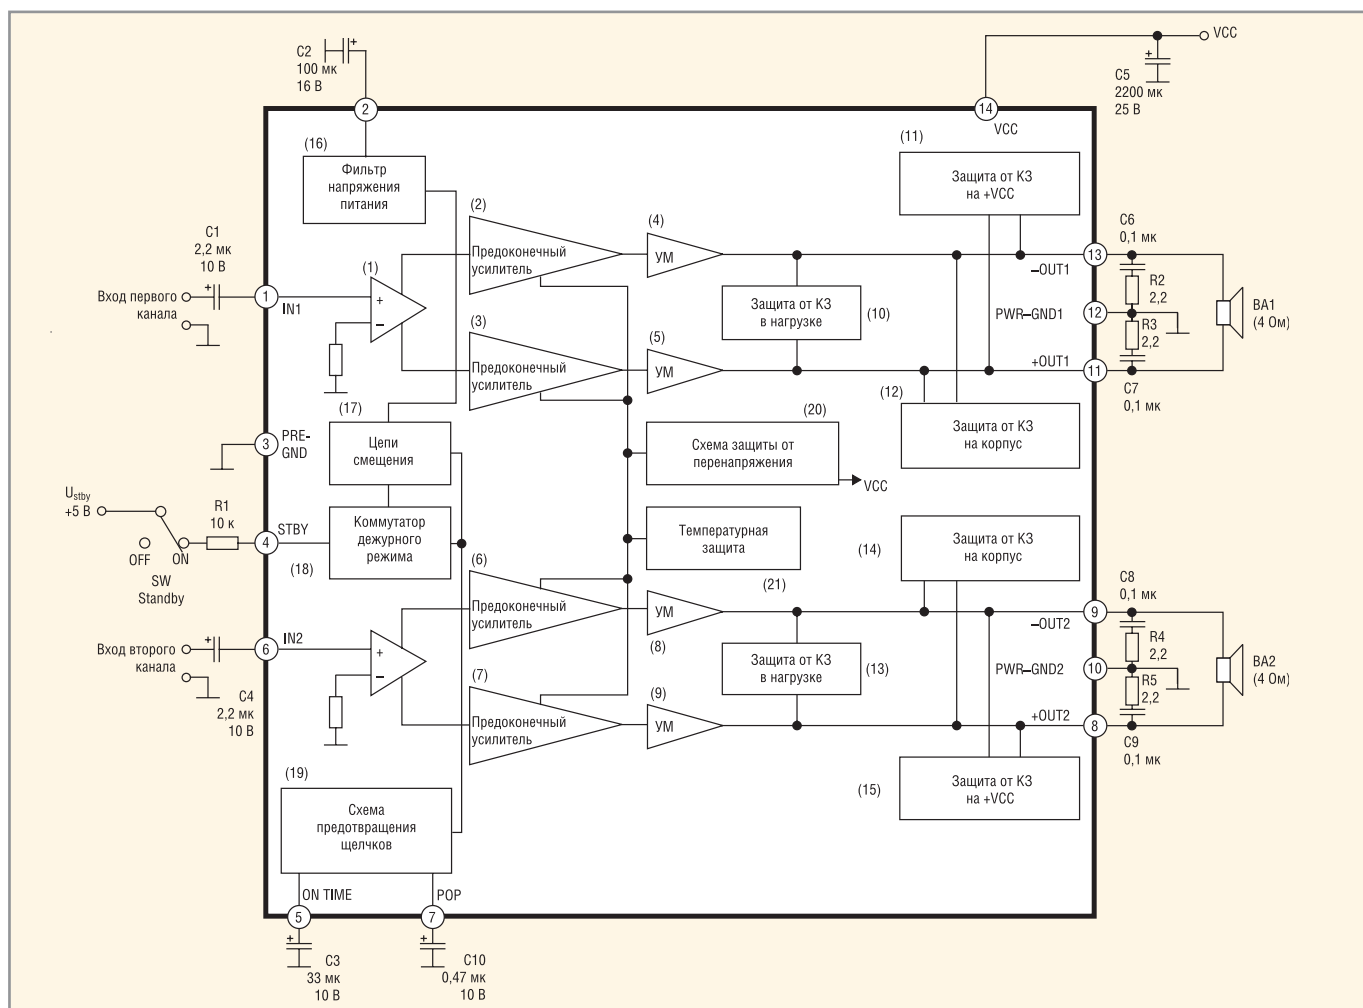 C2
100 мк
16 В
+
2
VCC
+
C5
2200 мк
25 В
14
VCC
(16)
Фильтр
напряжения
питания
(11)
Защита от КЗ
на +VCC
C1
2,2 мк
10 В
+
Вход первого
канала
1
IN1
(1)
+
−
(2)
Предоконечный
усилитель
(4)
УМ
(3)
Предоконечный
усилитель
(5)
УМ
Защита от КЗ
в нагрузке
(10)
–OUT1
13
PWR–GND1
12
+OUT1
11
C6
0,1 мк
R2
2,2
R3
2,2
C7
0,1 мк
BA1
(4 Ом)
(12)
Защита от КЗ
на корпус
3
PRE-
GND
(17)
Цепи
смещения
(20)
Схема защиты от
перенапряжения
VCC
Ustby
+5 В
OFF
ON
SW
Standby
R1
10 к
4
STBY
(18)
Коммутатор
дежурного
режима
Температурная
защита
(21)
(14)
Защита от КЗ
на корпус
Вход второго
канала
+
C4
2,2 мк
10 В
6
IN2
+
−
(6)
Предоконечный
усилитель
УМ
(8)
(7)
Предоконечный
усилитель
(9)
УМ
Защита от КЗ
в нагрузке
(13)
–OUT2
9
PWR–GND2
10
+OUT2
8
C8
0,1 мк
R4
2,2
R5
2,2
C9
0,1 мк
BA2
(4 Ом)
(15)
Защита от КЗ
на +VCC
(19)
Схема
предотвращения
щелчков
ON TIME
POP
5
7
+
C3
33 мк
10 В
+
C10
0,47 мк
10 В